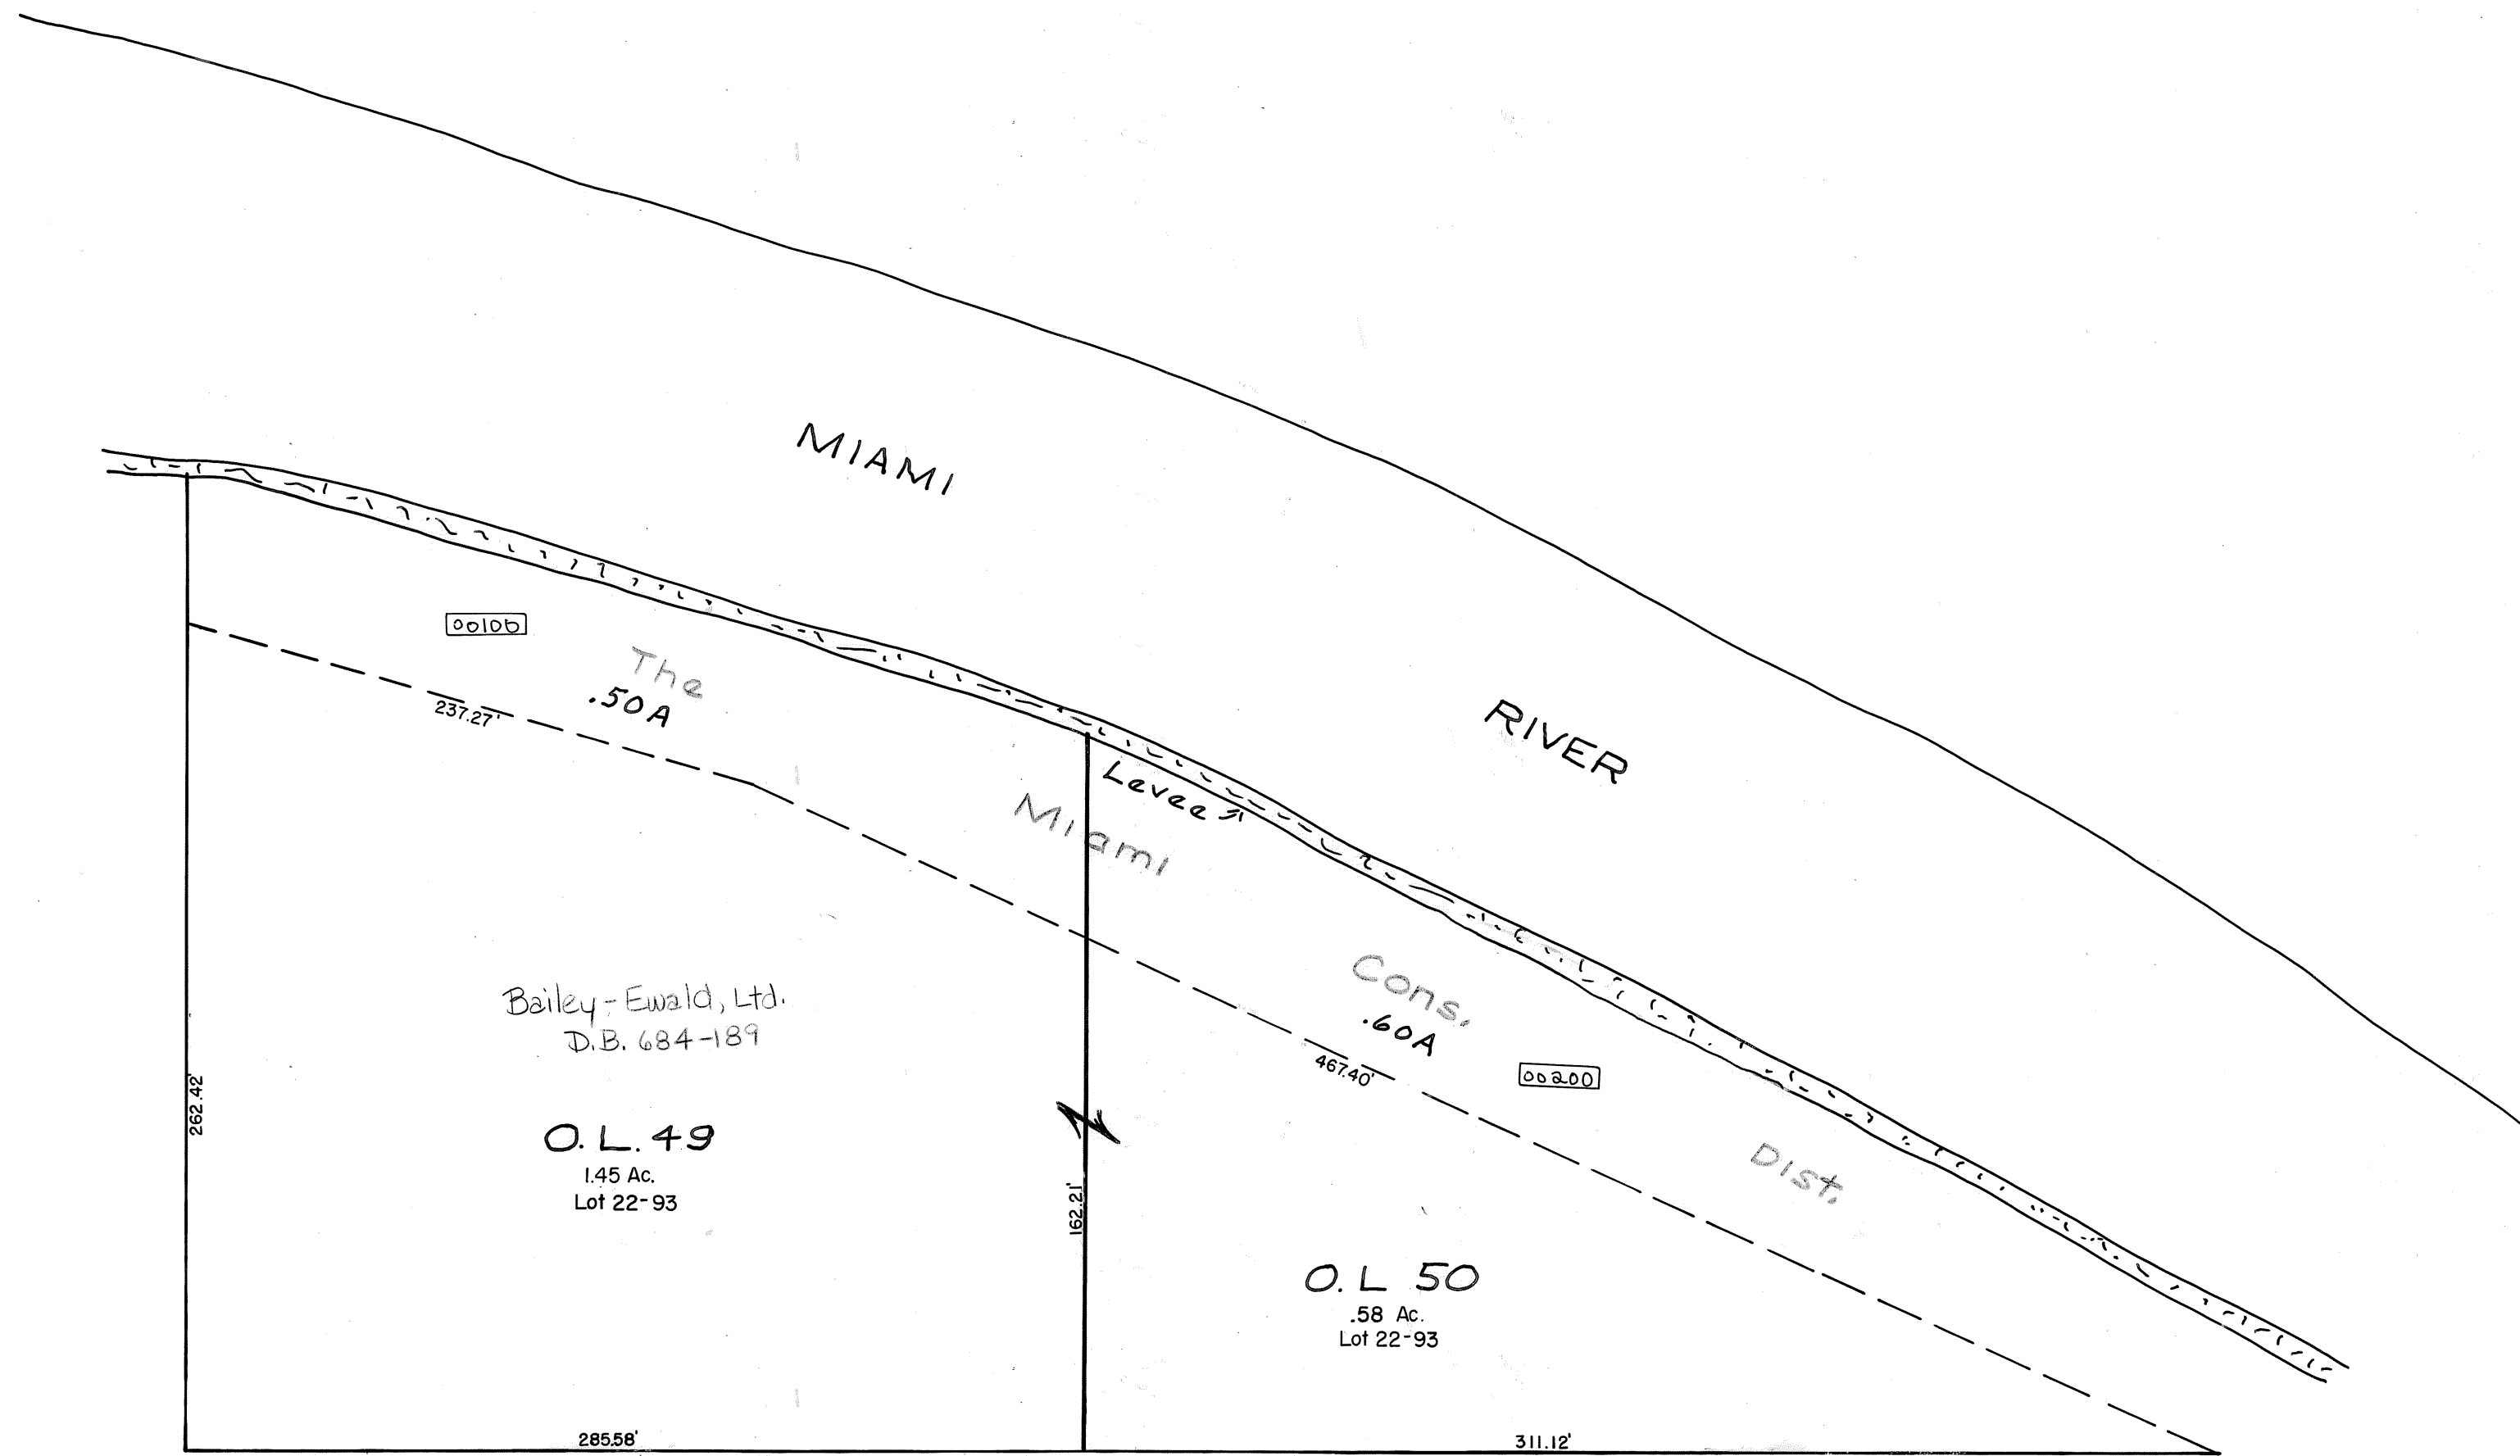 MIAMI
RIVER
00100
The
.50A
237.27'
Levee
Miami
Cons.
.60A
467.40'
00200
Dist.
Bailey-Ewald, Ltd.
D.B. 684-189
262.42'
O.L. 49
1.45 Ac.
Lot 22-93
162.21'
O.L 50
.58 Ac.
Lot 22-93
285.58'
311.12'